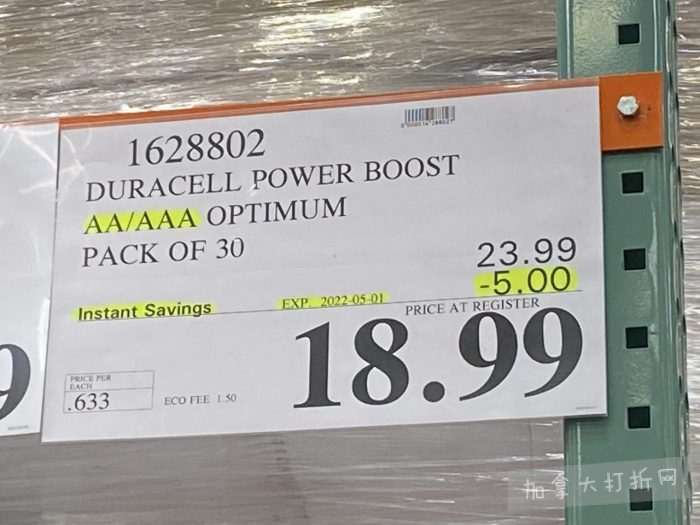 1628802
DURACELL POWER BOOST
AA/AAA OPTIMUM
PACK OF 30
23.99
-5.00
Instant Savings
EXP. 2022-05-01
PRICE AT REGISTER
18.99
PRICE PER
EACH
.633
ECO FEE 1.50
9
加拿大打折网